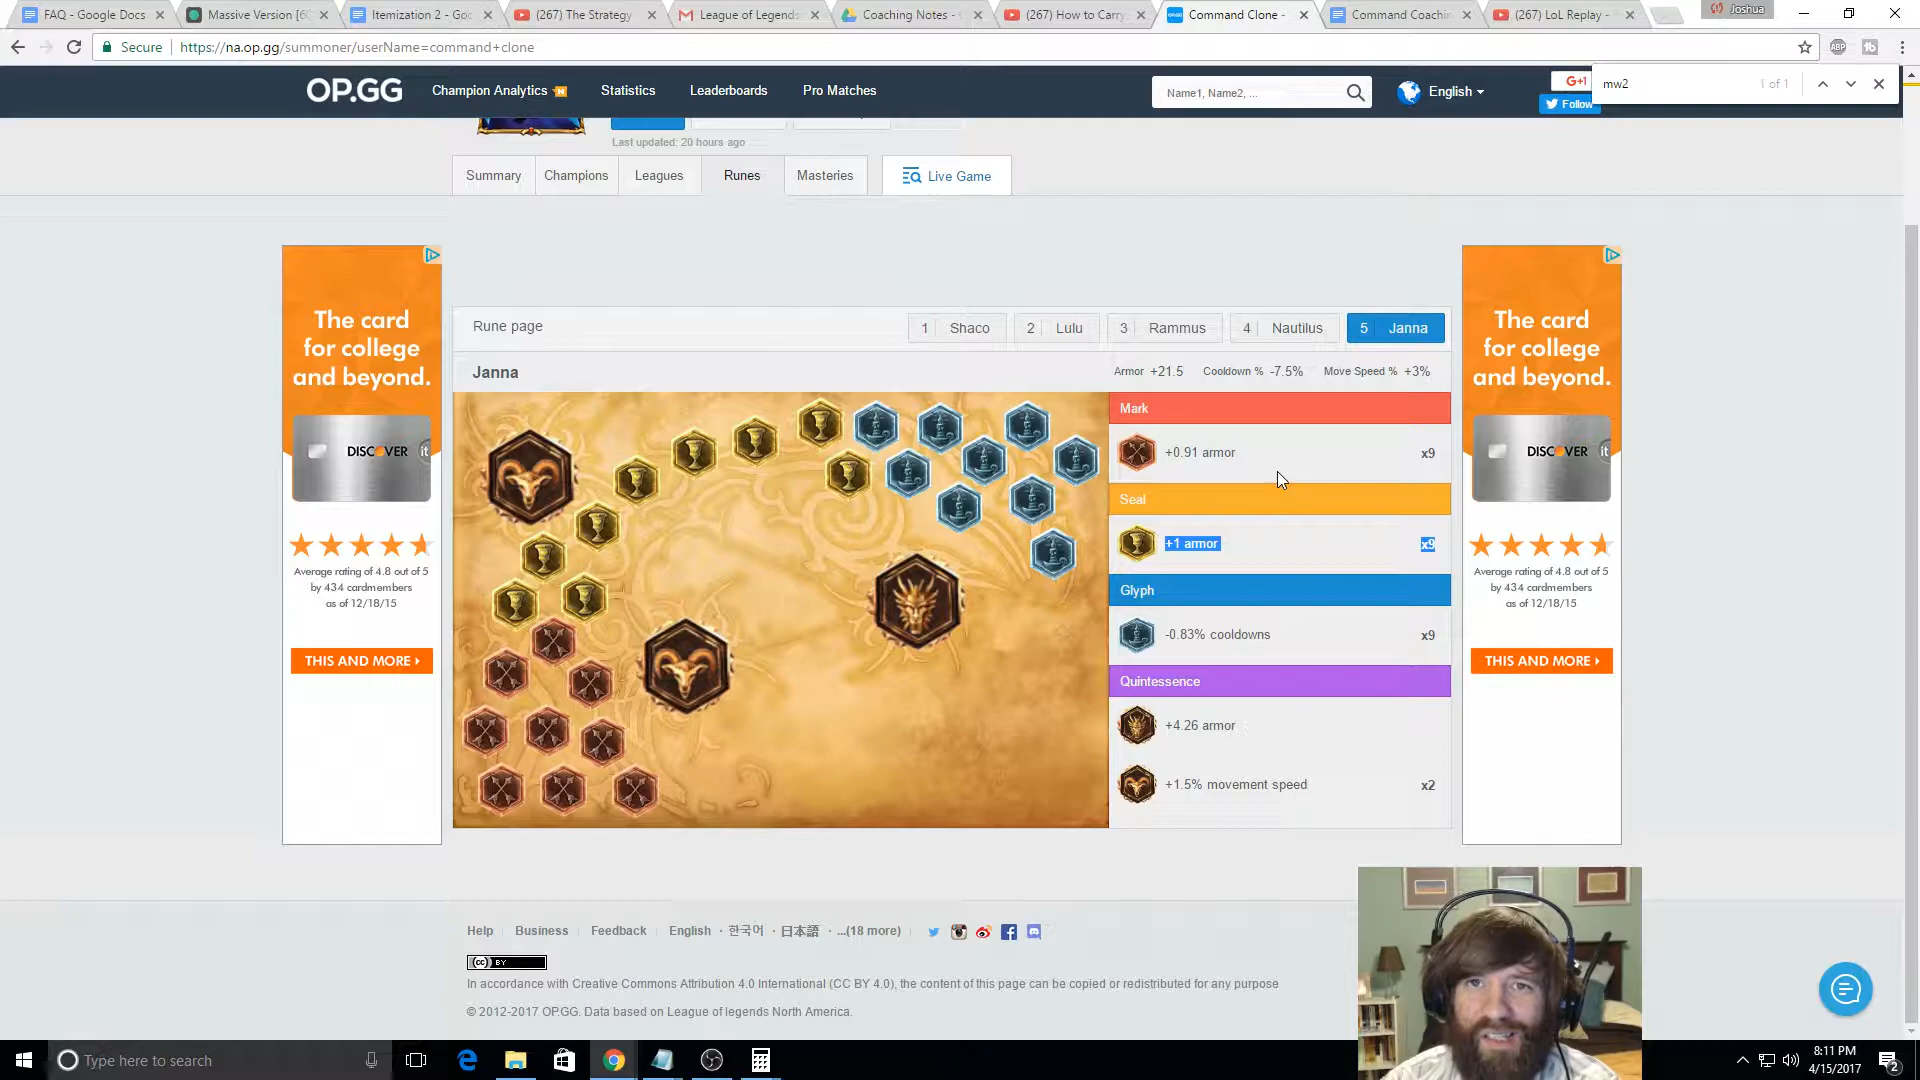 FAQ - Google Docs
Massive Version [60
Itemization 2 - Goo
(267) The Strategy
League of Legends
Coaching Notes -
(267) How to Carry
Command Clone -
Command Coachin
(267) LoL Replay -
Joshua
Secure https://na.op.gg/summoner/userName=command+clone
ABP
mw2 1 of 1
OP.GG Champion Analytics N Statistics Leaderboards Pro Matches Name1, Name2, ... English
G+1
Follow
Last updated: 20 hours ago
Summary Champions Leagues Runes Masteries Live Game
The card
for college
and beyond.
DISCOVER it
Average rating of 4.8 out of 5
by 434 cardmembers
as of 12/18/15
THIS AND MORE
Rune page 1 Shaco 2 Lulu 3 Rammus 4 Nautilus 5 Janna
Janna Armor +21.5 Cooldown % -7.5% Move Speed % +3%
Mark
+0.91 armor x9
Seal
+1 armor x9
Glyph
-0.83% cooldowns x9
Quintessence
+4.26 armor
+1.5% movement speed x2
The card
for college
and beyond.
DISCOVER it
Average rating of 4.8 out of 5
by 434 cardmembers
as of 12/18/15
THIS AND MORE
Help Business Feedback English · 한국어 · 日本語 · ...(18 more)
(cc) BY
In accordance with Creative Commons Attribution 4.0 International (CC BY 4.0), the content of this page can be copied or redistributed for any purpose
© 2012-2017 OP.GG. Data based on League of legends North America.
Type here to search
8:11 PM
4/15/2017
2